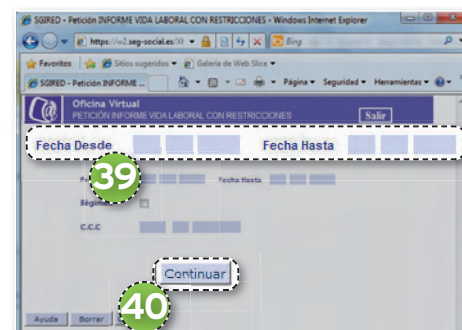 SGIRED - Petición INFORME VIDA LABORAL CON RESTRICCIONES - Windows Internet Explorer
https://w2.seg-social.es/
Bing
Favoritos Sitios sugeridos Galería de Web Slice
SGIRED - Petición INFORME ... Página Seguridad Herramientas
Oficina Virtual
PETICIÓN INFORME VIDA LABORAL CON RESTRICCIONES
Salir
Fecha Desde Fecha Hasta
39
Fecha Hasta
C.C.C
Continuar
40
Ayuda Borrar